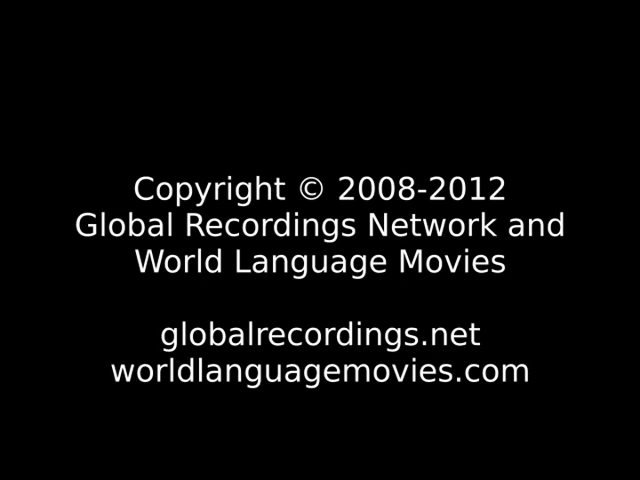 Copyright © 2008-2012
Global Recordings Network and
World Language Movies
globalrecordings.net
worldlanguagemovies.com